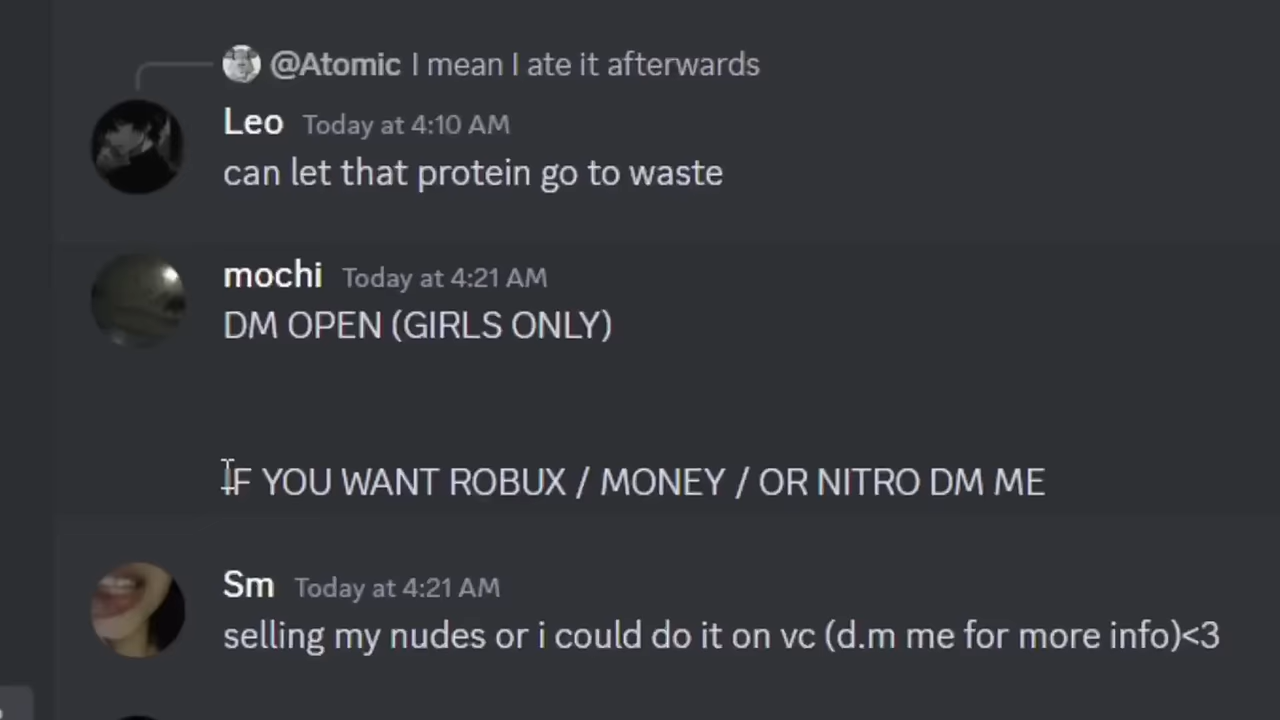 @Atomic I mean I ate it afterwards
Leo Today at 4:10 AM
can let that protein go to waste
mochi Today at 4:21 AM
DM OPEN (GIRLS ONLY)
IF YOU WANT ROBUX / MONEY / OR NITRO DM ME
Sm Today at 4:21 AM
selling my nudes or i could do it on vc (d.m me for more info)<3